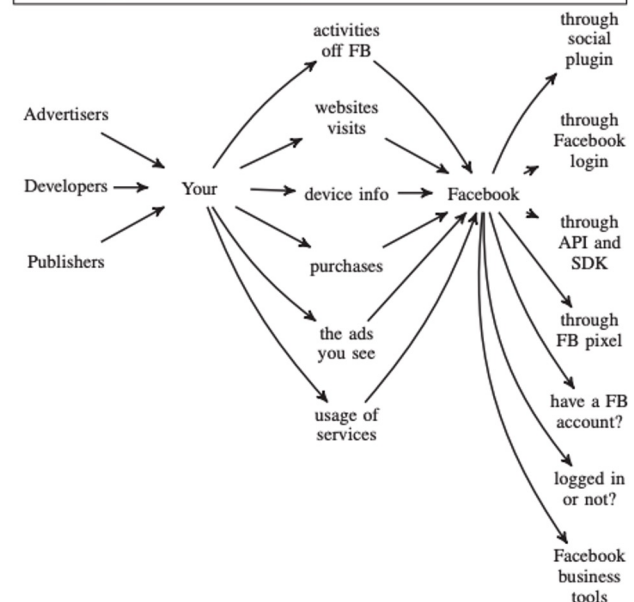 Advertisers
Developers
Publishers
Your
activities
off FB
websites
visits
device info
purchases
the ads
you see
usage of
services
Facebook
through
social
plugin
through
Facebook
login
through
API and
SDK
through
FB pixel
have a FB
account?
logged in
or not?
Facebook
business
tools